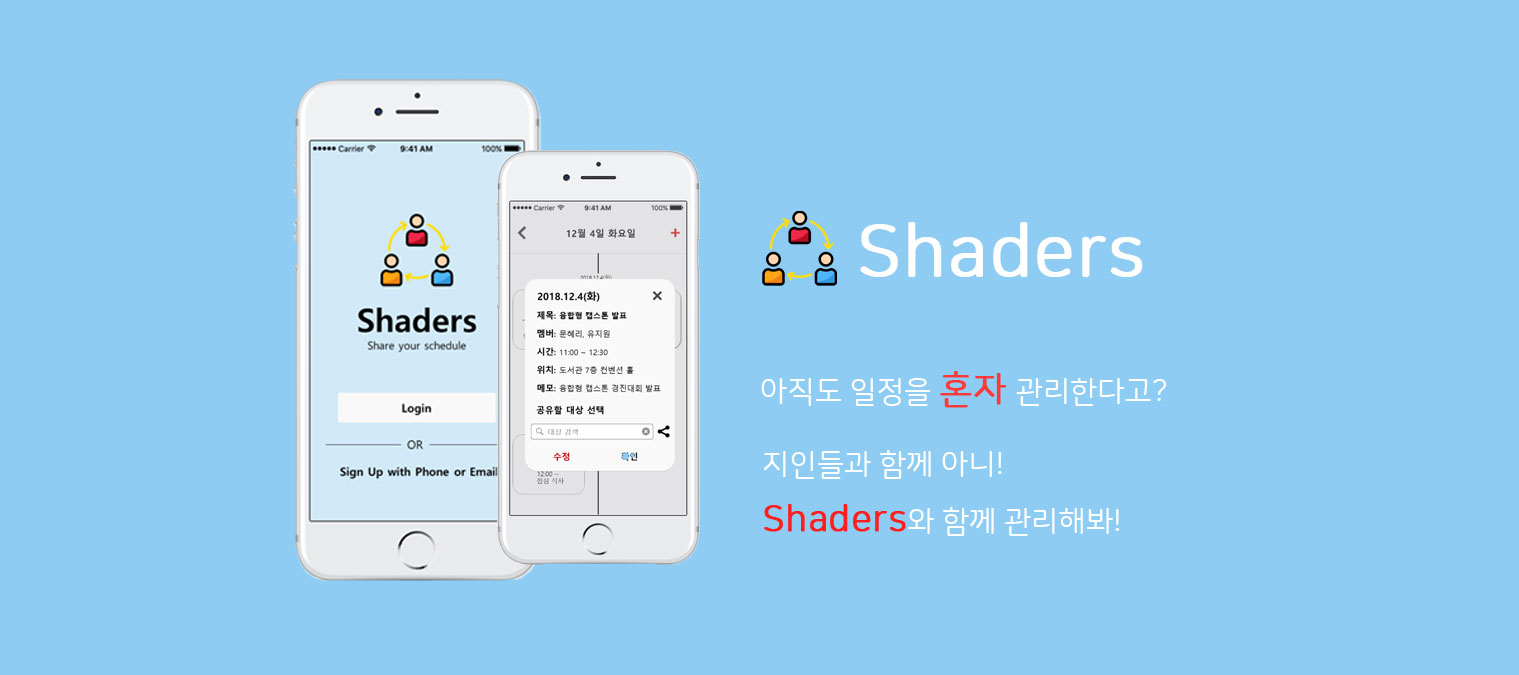 Carrier 9:41 AM 100%
Shaders
Share your schedule
Login
OR
Sign Up with Phone or Email
Carrier 9:41 AM 100%
12월 4일 화요일
2018.12.4(화)
2018.12.4(화)
제목: 융합형 캡스톤 발표
멤버: 문혜리, 유지원
시간: 11:00 ~ 12:30
위치: 도서관 7층 컨벤션 홀
메모: 융합형 캡스톤 경진대회 발표
공유할 대상 선택
대상 검색
수정 확인
12:00 ~
점심 식사
Shaders
아직도 일정을 혼자 관리한다고?
지인들과 함께 아니!
Shaders와 함께 관리해봐!